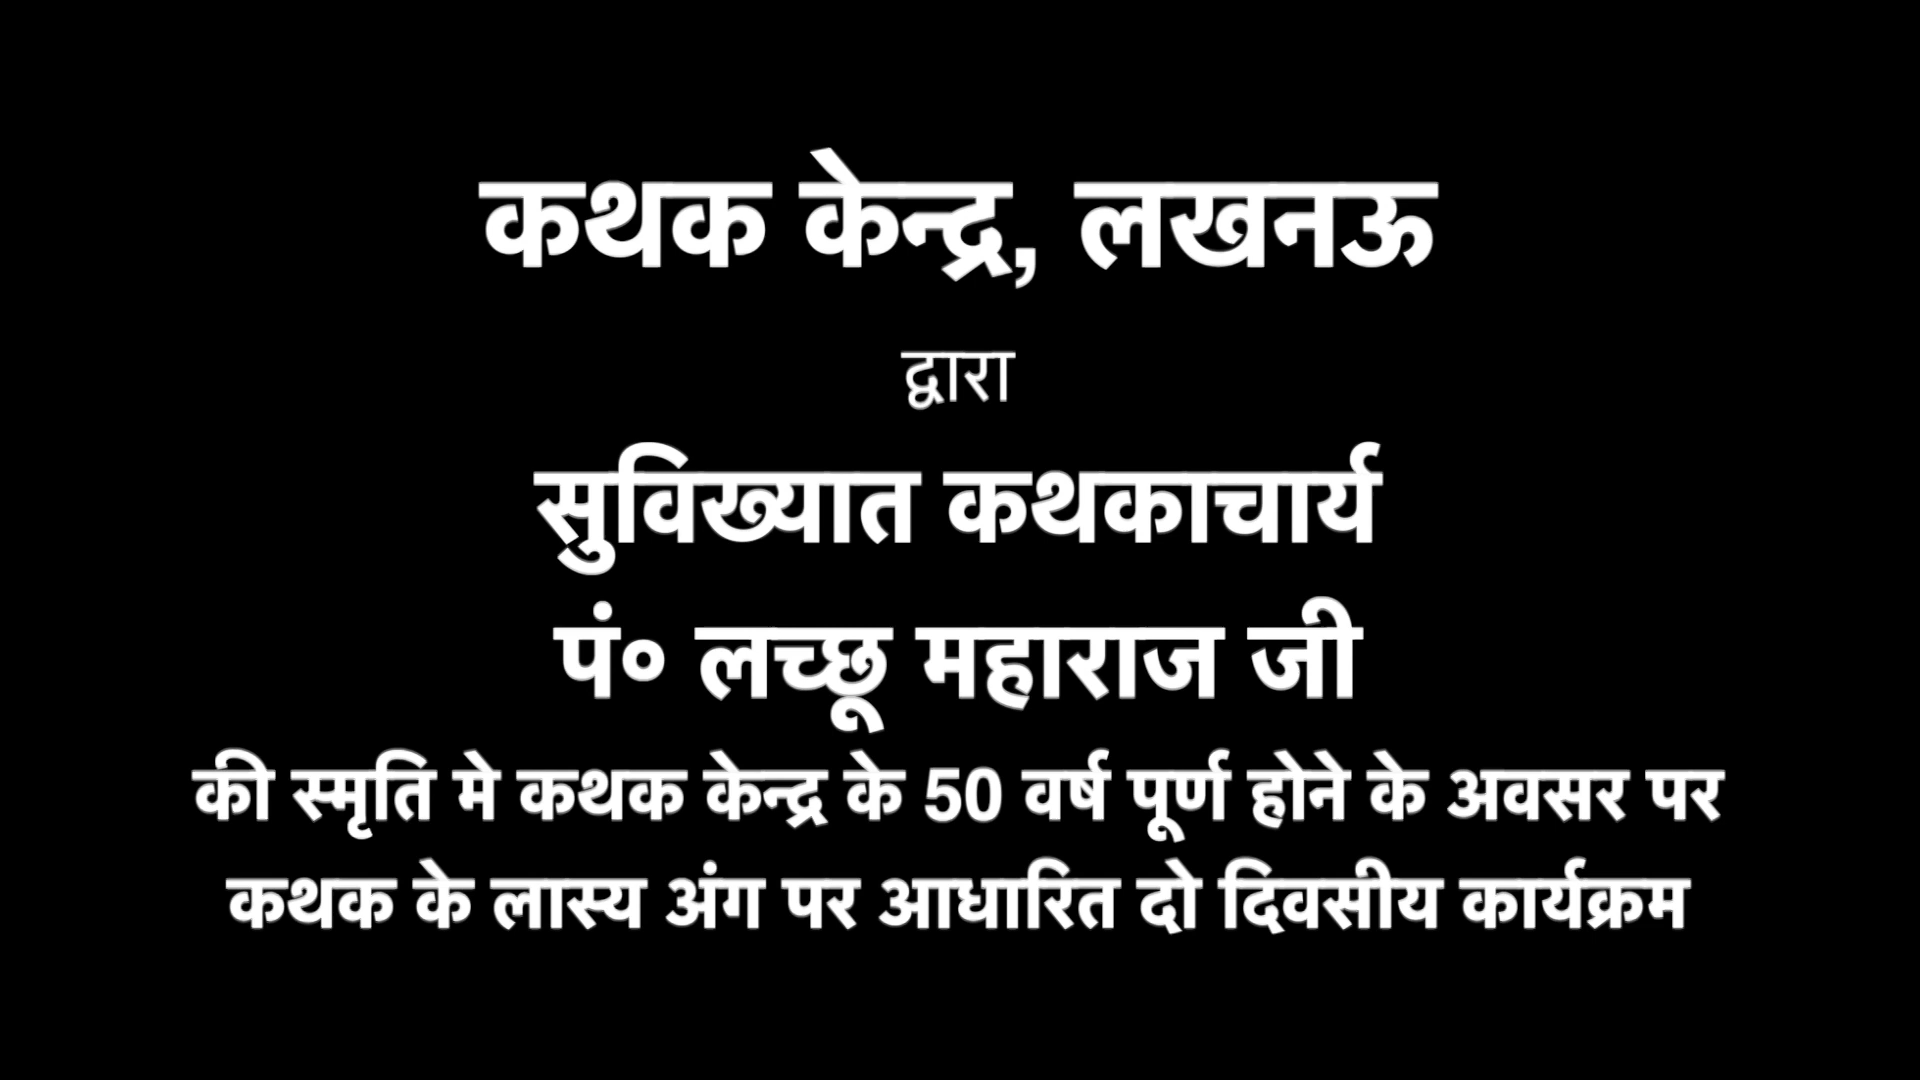 कथक केन्द्र, लखनऊ
द्वारा
सुविख्यात कथकाचार्य
पं० लच्छू महाराज जी
की स्मृति मे कथक केन्द्र के 50 वर्ष पूर्ण होने के अवसर पर
कथक के लास्य अंग पर आधारित दो दिवसीय कार्यक्रम